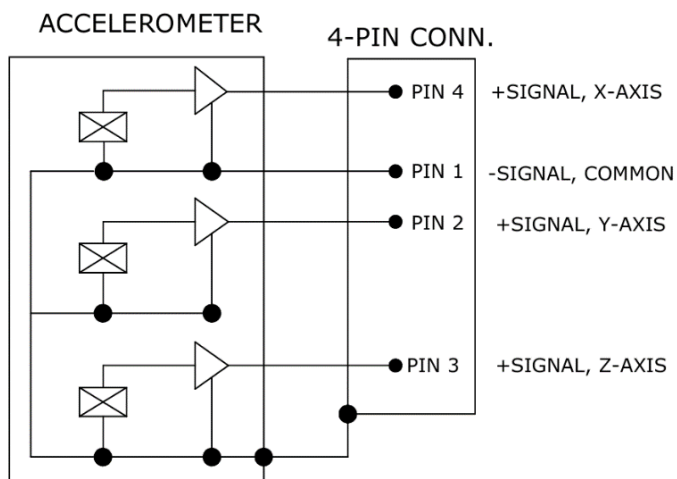 ACCELEROMETER
4-PIN CONN.
PIN 4 +SIGNAL, X-AXIS
PIN 1 -SIGNAL, COMMON
PIN 2 +SIGNAL, Y-AXIS
PIN 3 +SIGNAL, Z-AXIS